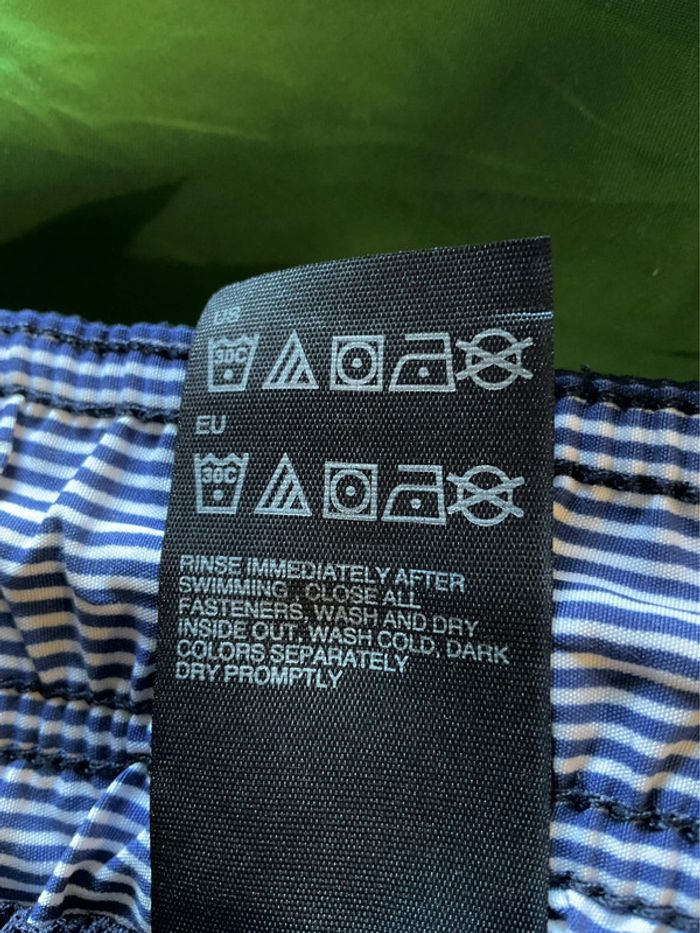 US
30C
EU
30C
RINSE IMMEDIATELY AFTER
SWIMMING, CLOSE ALL
FASTENERS, WASH AND DRY
INSIDE OUT, WASH COLD, DARK
COLORS SEPARATELY
DRY PROMPTLY